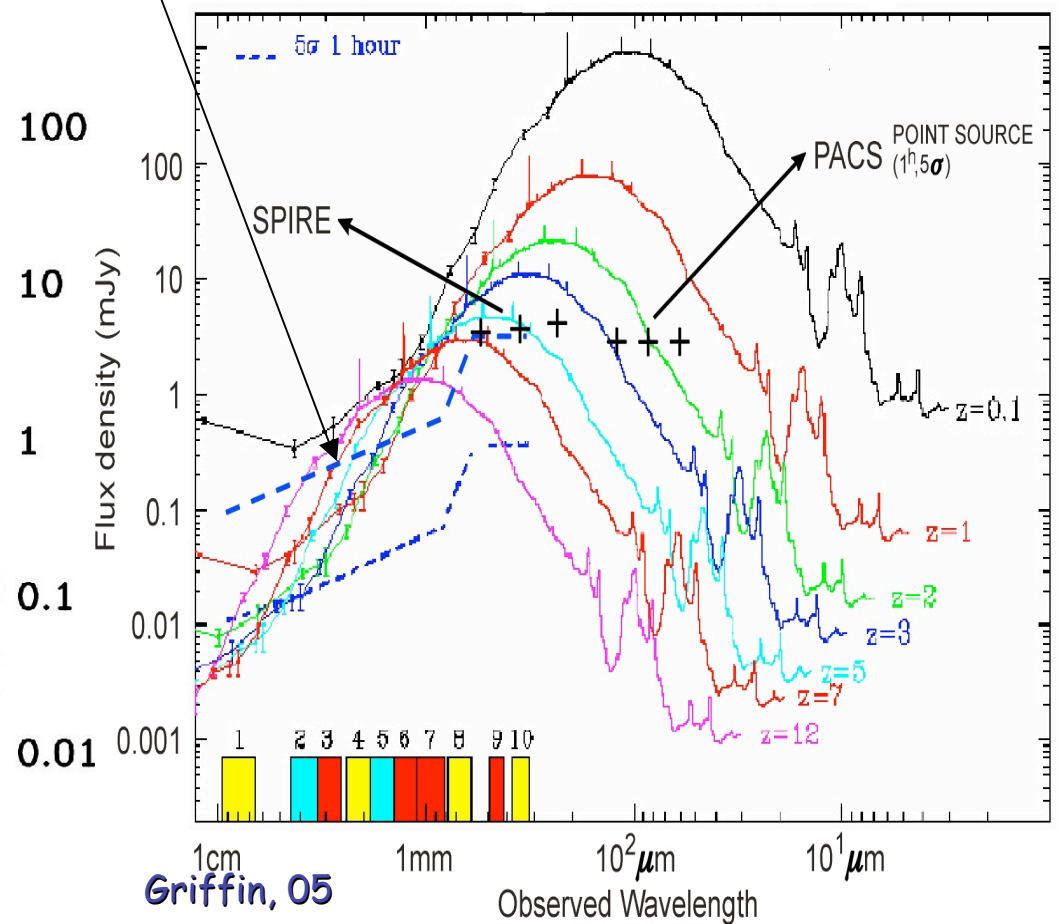 5σ 1 hour
100
10
1
0.1
0.01
Flux density (mJy)
100
10
1
0.1
0.01
0.001
SPIRE
PACS POINT SOURCE
(1ʰ,5σ)
z=0.1
z=1
z=2
z=3
z=5
z=7
z=12
1 2 3 4 5 6 7 8 9 10
1cm 1mm 10²μm 10¹μm
Observed Wavelength
Griffin, 05